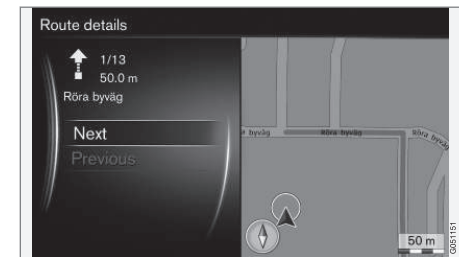 Route details
1/13
50.0 m
Röra byväg
Next
Previous
byväg
Röra byväg
Röra byväg
50 m
G051151